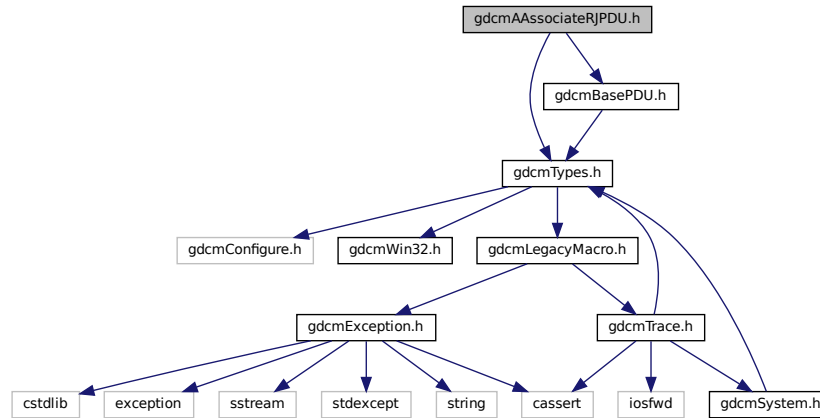 gdcmAAssociateRJPDU.h
gdcmBasePDU.h
gdcmTypes.h
gdcmConfigure.h
gdcmWin32.h
gdcmLegacyMacro.h
gdcmException.h
gdcmTrace.h
cstdlib
exception
sstream
stdexcept
string
cassert
iosfwd
gdcmSystem.h